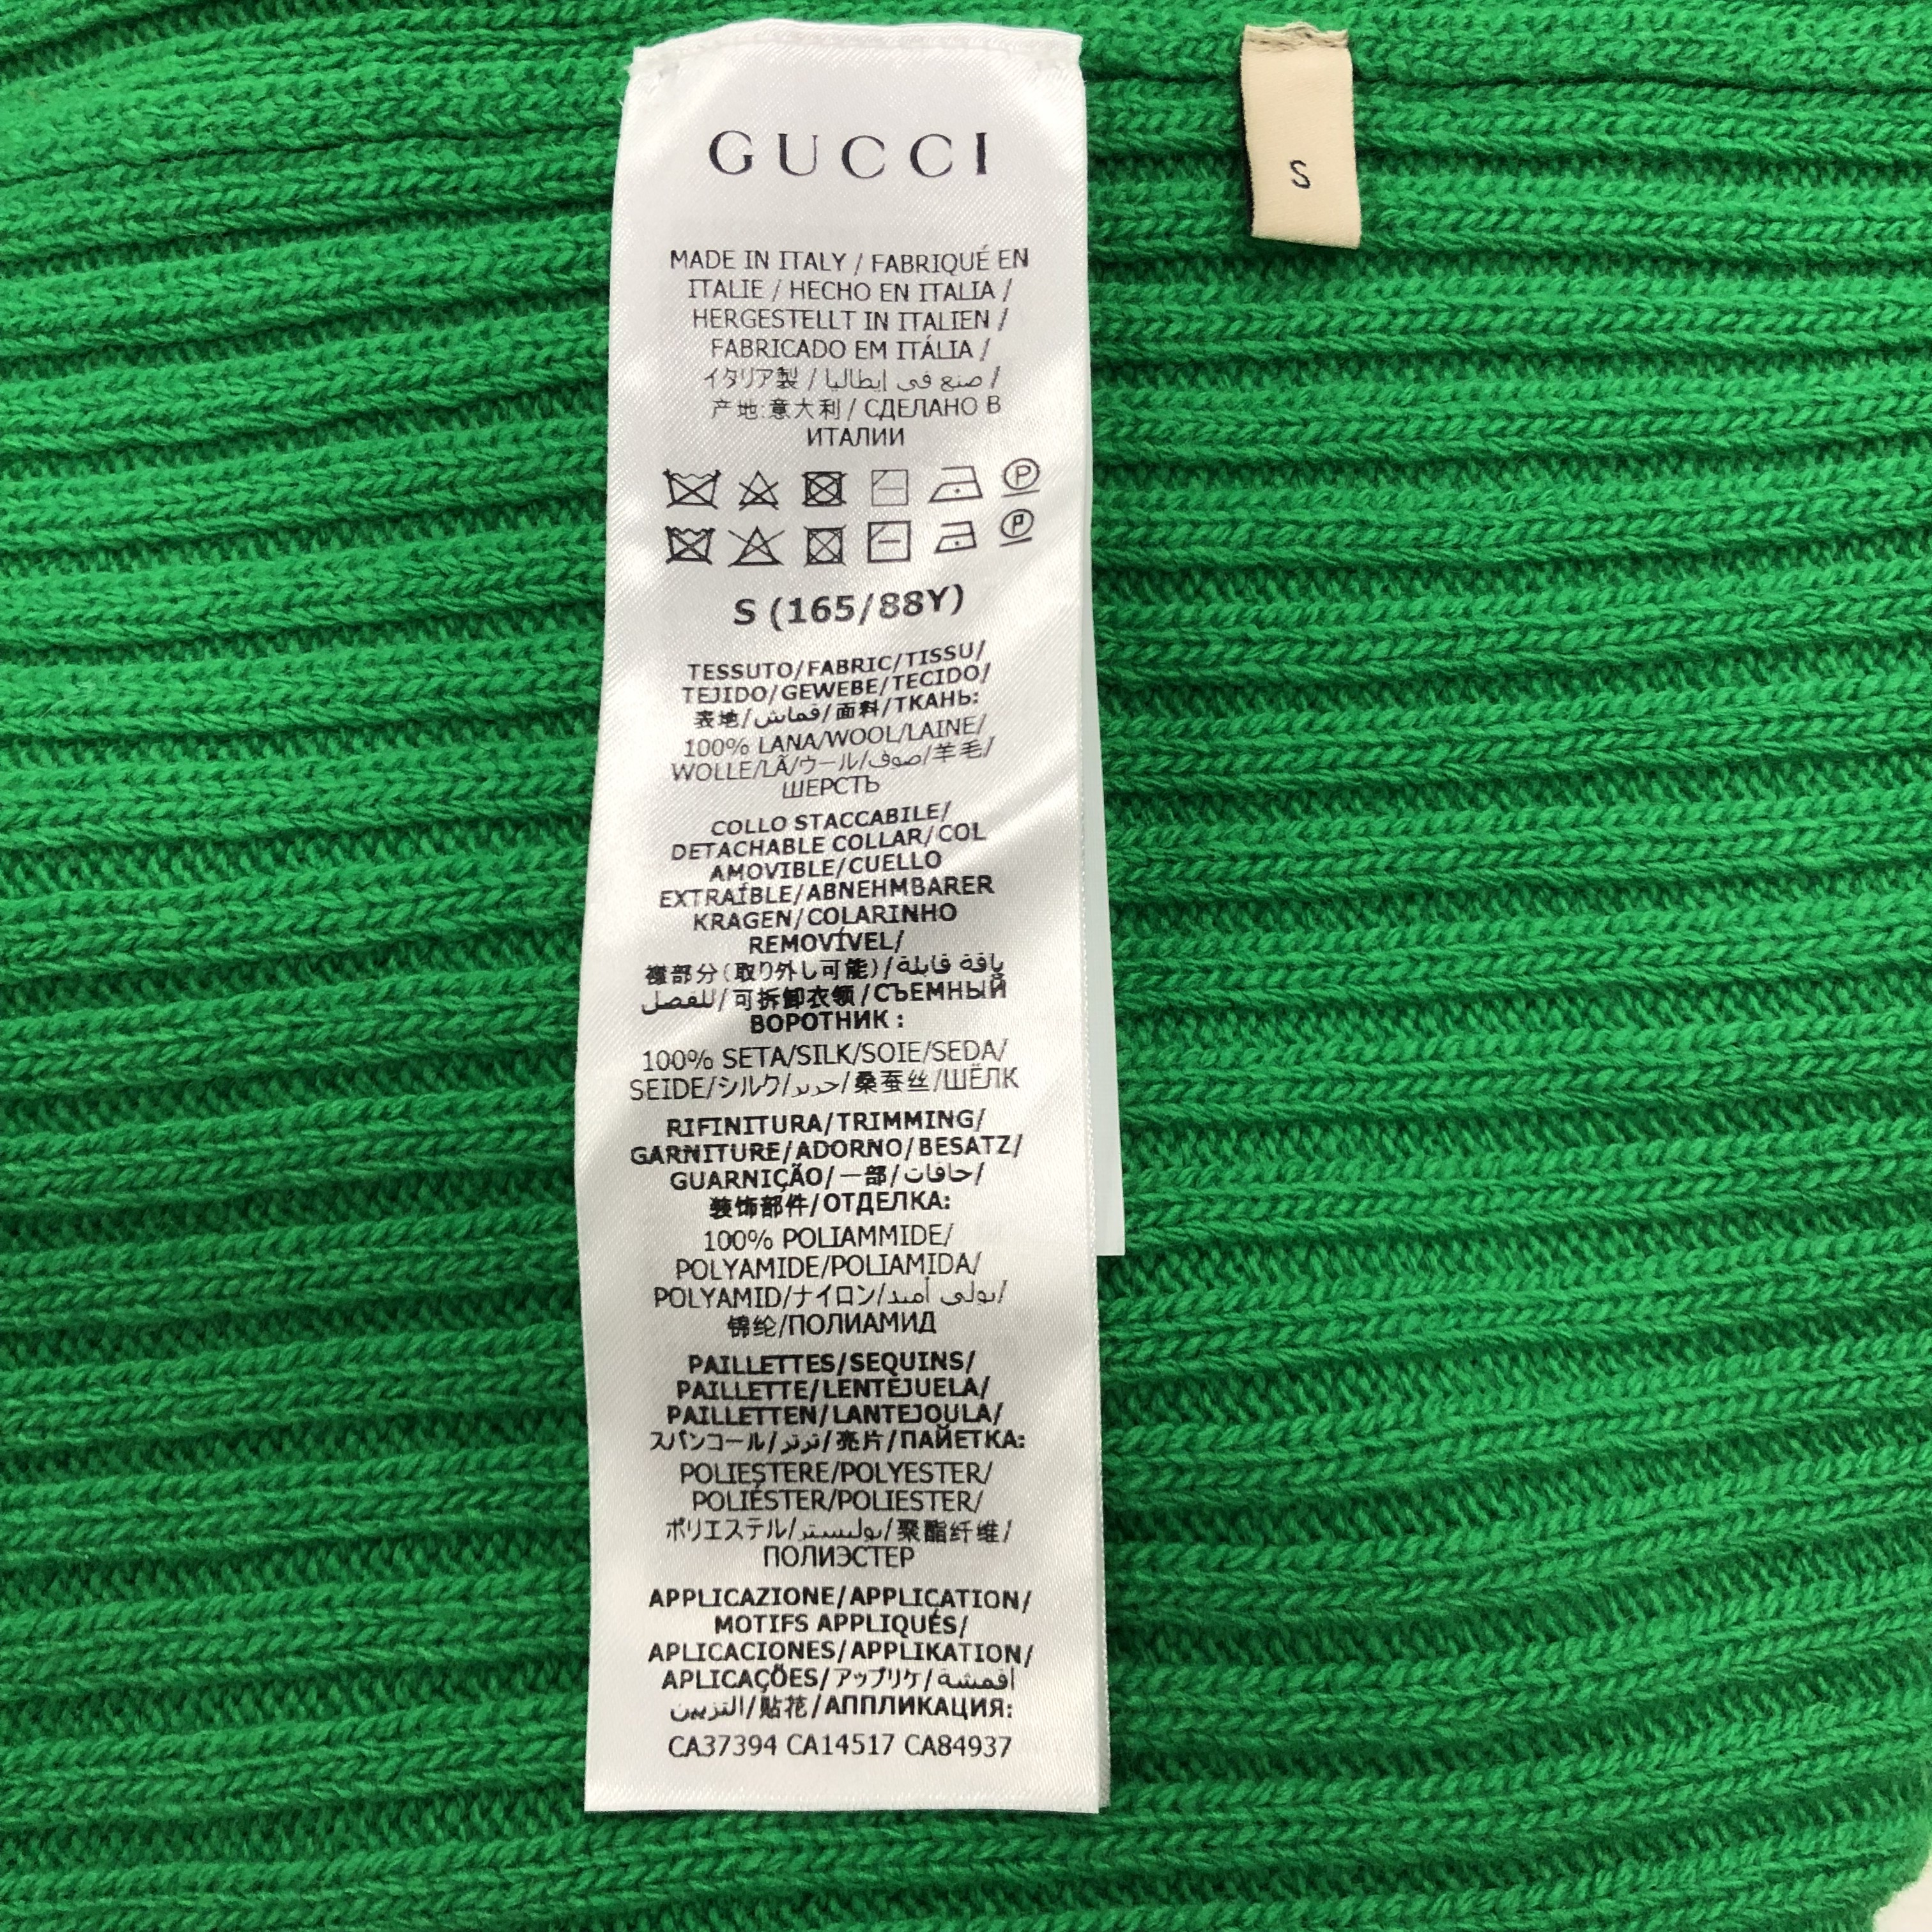 GUCCI
S
MADE IN ITALY / FABRIQUÉ EN
ITALIE / HECHO EN ITALIA /
HERGESTELLT IN ITALIEN /
FABRICADO EM ITÁLIA /
イタリア製 / صنع في إيطاليا /
产地:意大利 / СДЕЛАНО В
ИТАЛИИ
P
P
S (165/88Y)
TESSUTO/FABRIC/TISSU/
TEJIDO/GEWEBE/TECIDO/
表地/قماش/面料/ТКАНЬ:
100% LANA/WOOL/LAINE/
WOLLE/LÃ/ウール/صوف/羊毛/
ШЕРСТЬ
COLLO STACCABILE/
DETACHABLE COLLAR/COL
AMOVIBLE/CUELLO
EXTRAÍBLE/ABNEHMBARER
KRAGEN/COLARINHO
REMOVÍVEL/
襟部分(取り外し可能)/ياقة قابلة
للفصل/可拆卸衣领/СЪЕМНЫЙ
ВОРОТНИК :
100% SETA/SILK/SOIE/SEDA/
SEIDE/シルク/حرير/桑蚕丝/ШЁЛК
RIFINITURA/TRIMMING/
GARNITURE/ADORNO/BESATZ/
GUARNIÇÃO/一部/حافات/
装饰部件/ОТДЕЛКА:
100% POLIAMMIDE/
POLYAMIDE/POLIAMIDA/
POLYAMID/ナイロン/بولي أميد/
锦纶/ПОЛИАМИД
PAILLETTES/SEQUINS/
PAILLETTE/LENTEJUELA/
PAILLETTEN/LANTEJOULA/
スパンコール/ترتر/亮片/ПАЙЕТКА:
POLIESTERE/POLYESTER/
POLIÉSTER/POLIESTER/
ポリエステル/بوليستر/聚酯纤维/
ПОЛИЭСТЕР
APPLICAZIONE/APPLICATION/
MOTIFS APPLIQUÉS/
APLICACIONES/APPLIKATION/
APLICAÇÕES/アップリケ/أقمشة
التزيين/贴花/АППЛИКАЦИЯ:
CA37394 CA14517 CA84937